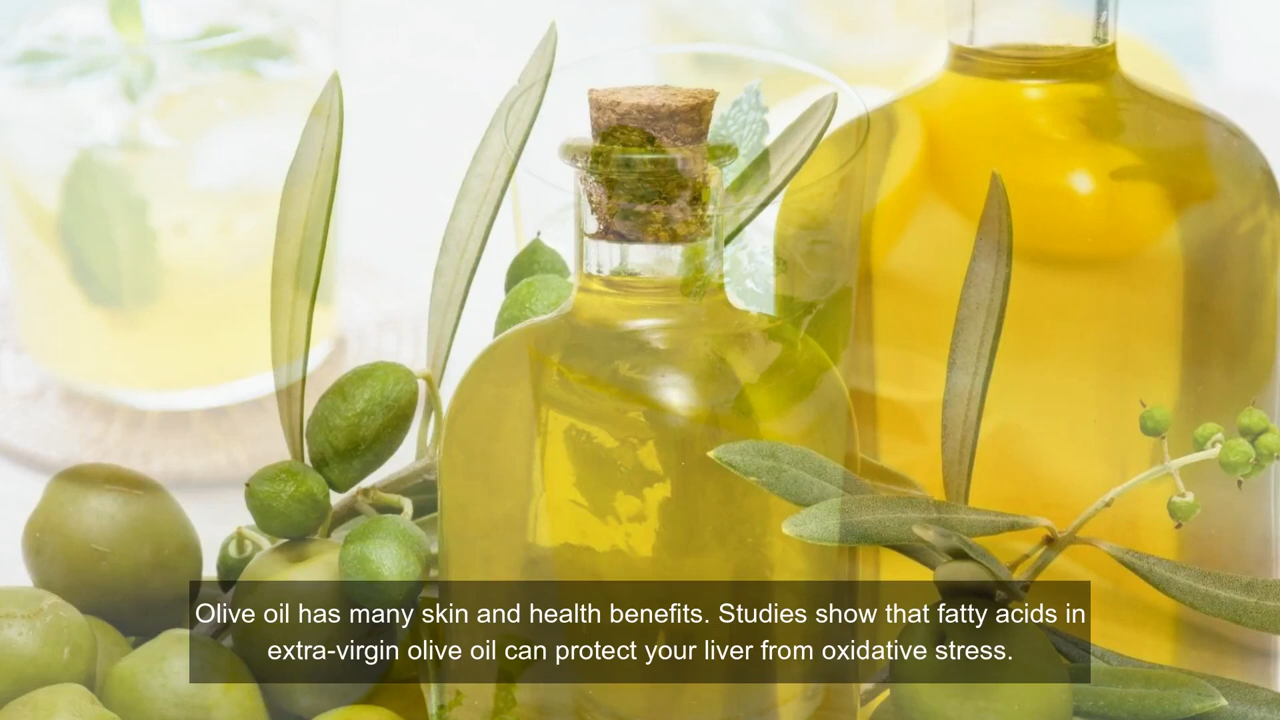 Olive oil has many skin and health benefits. Studies show that fatty acids in
extra-virgin olive oil can protect your liver from oxidative stress.